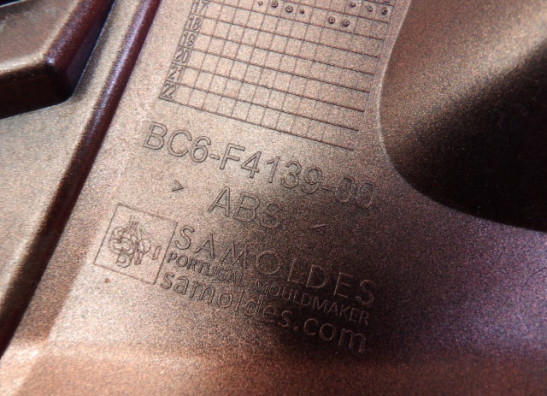 BC6-F4139-00
> ABS <
SAMOLDES
PORTUGAL MOULDMAKER
samoldes.com